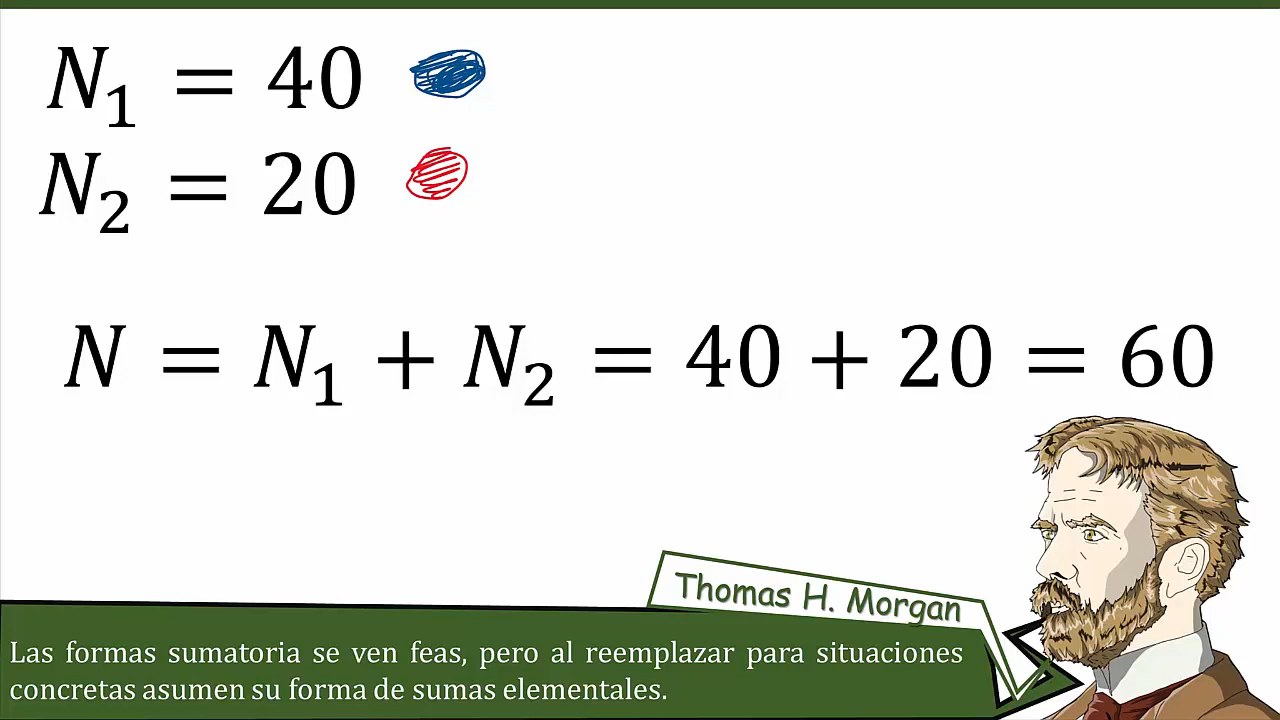 N₁ = 40
N₂ = 20
N = N₁ + N₂ = 40 + 20 = 60
Thomas H. Morgan
Las formas sumatoria se ven feas, pero al reemplazar para situaciones
concretas asumen su forma de sumas elementales.